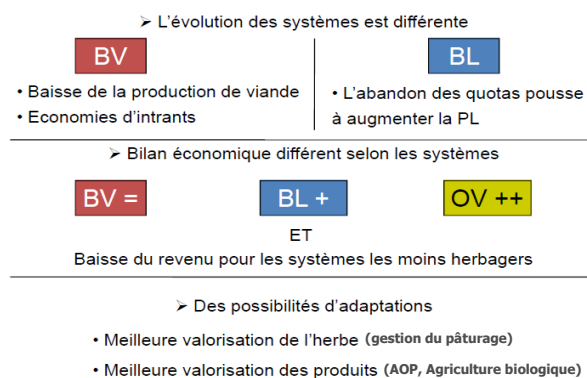 ➢ L'évolution des systèmes est différente
BV
BL
• Baisse de la production de viande
• Economies d'intrants
• L'abandon des quotas pousse
à augmenter la PL
➢ Bilan économique différent selon les systèmes
BV =
BL +
OV ++
ET
Baisse du revenu pour les systèmes les moins herbagers
➢ Des possibilités d'adaptations
• Meilleure valorisation de l'herbe (gestion du pâturage)
• Meilleure valorisation des produits (AOP, Agriculture biologique)